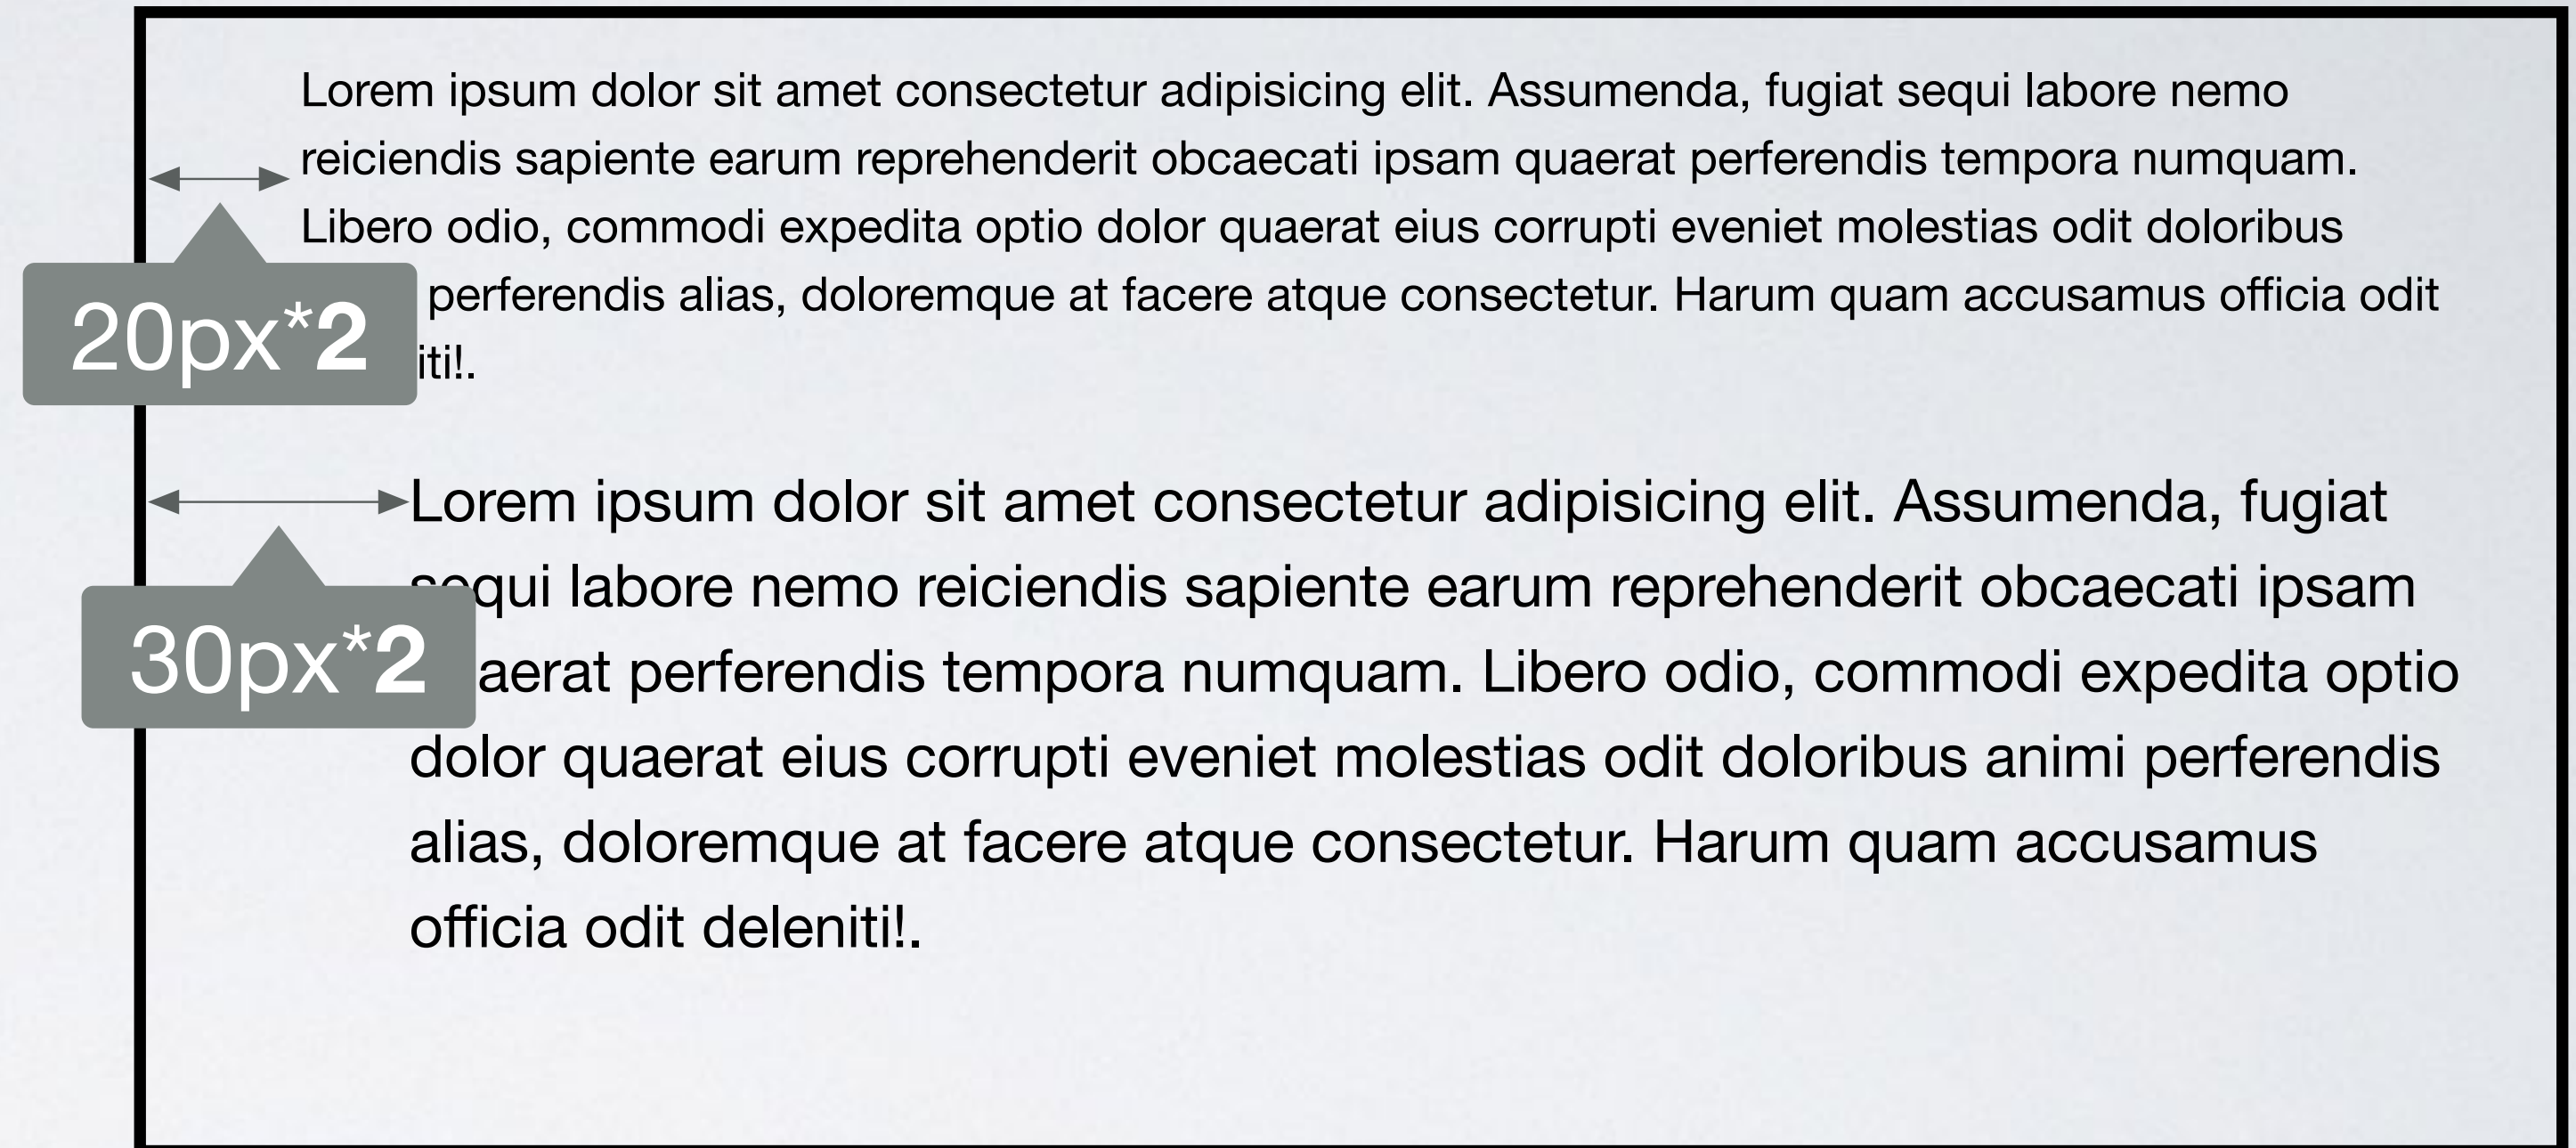 Lorem ipsum dolor sit amet consectetur adipisicing elit. Assumenda, fugiat sequi labore nemo
reiciendis sapiente earum reprehenderit obcaecati ipsam quaerat perferendis tempora numquam.
Libero odio, commodi expedita optio dolor quaerat eius corrupti eveniet molestias odit doloribus
perferendis alias, doloremque at facere atque consectetur. Harum quam accusamus officia odit
20px*2
iti!.
Lorem ipsum dolor sit amet consectetur adipisicing elit. Assumenda, fugiat
sequi labore nemo reiciendis sapiente earum reprehenderit obcaecati ipsam
30px*2
aerat perferendis tempora numquam. Libero odio, commodi expedita optio
dolor quaerat eius corrupti eveniet molestias odit doloribus animi perferendis
alias, doloremque at facere atque consectetur. Harum quam accusamus
officia odit deleniti!.